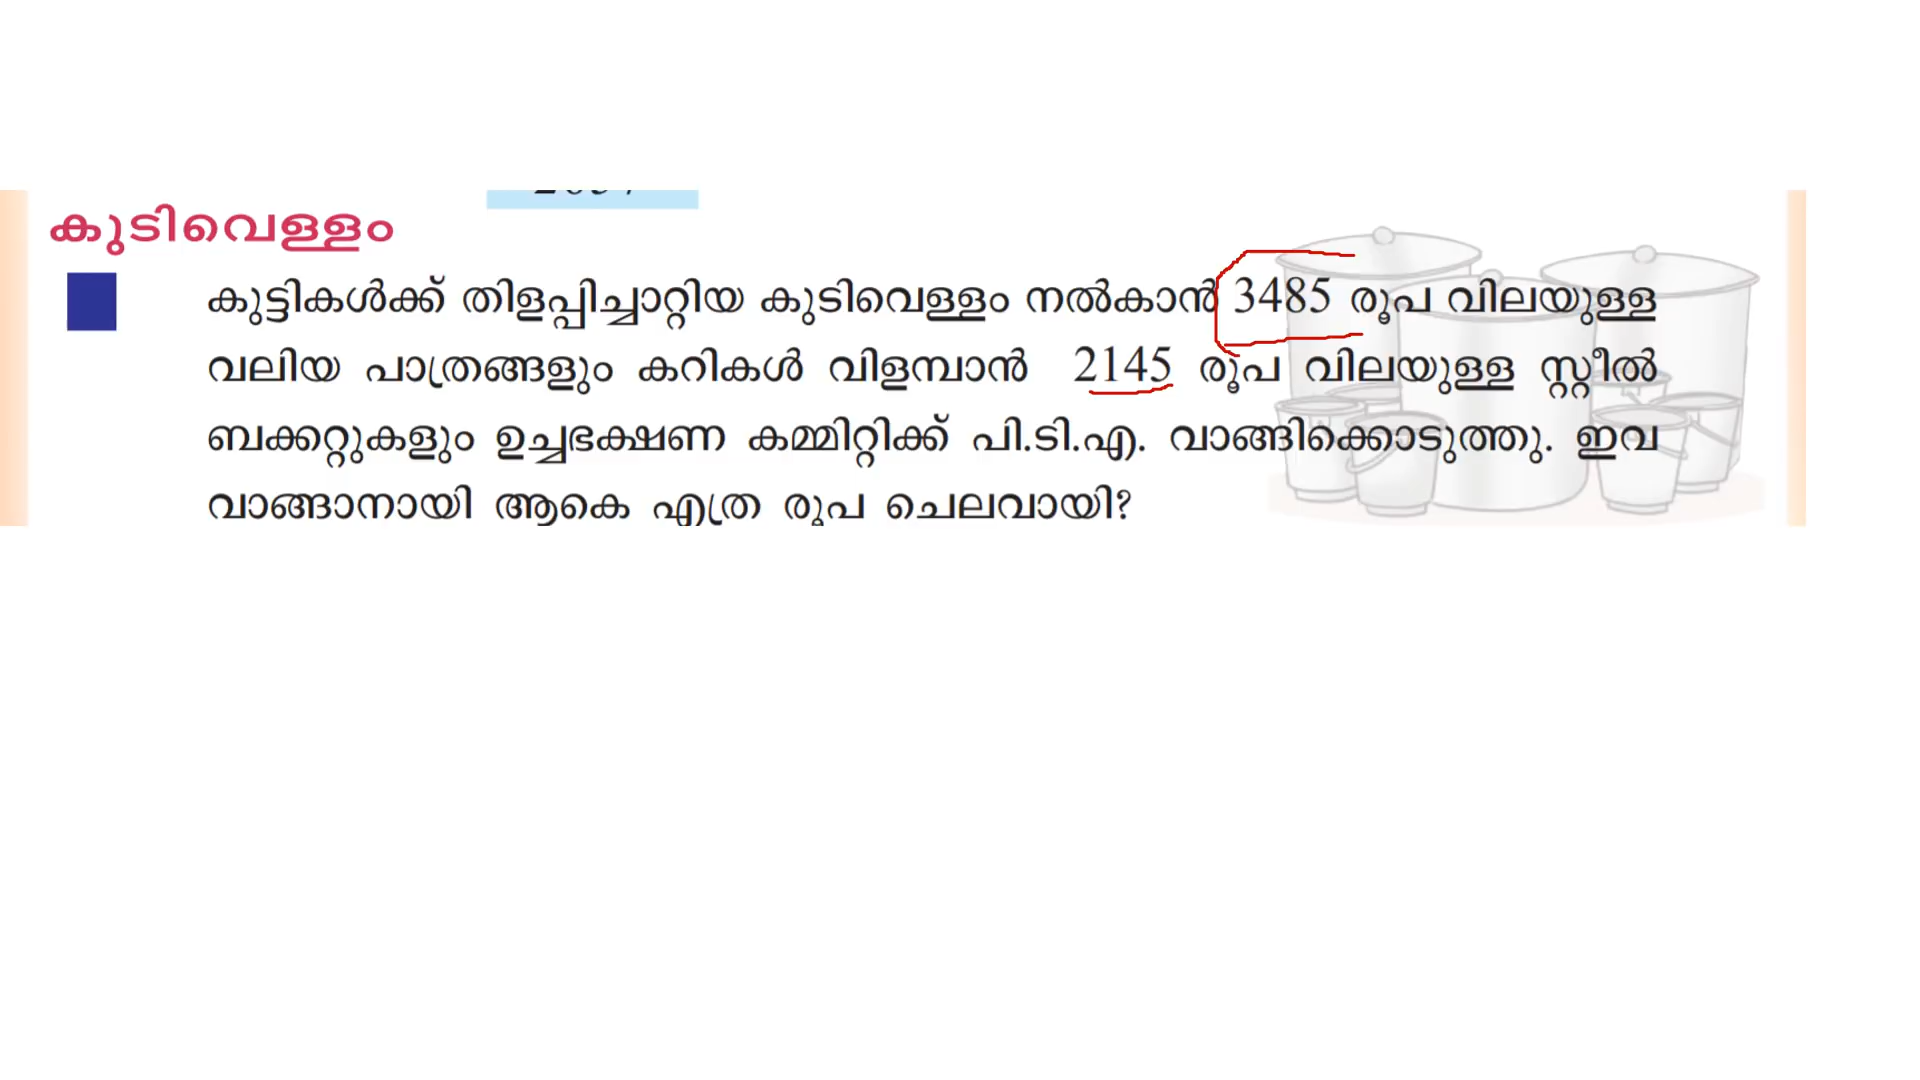 കുടിവെള്ളം
കുട്ടികൾക്ക് തിളപ്പിച്ചാറ്റിയ കുടിവെള്ളം നൽകാൻ 3485 രൂപ വിലയുള്ള
വലിയ പാത്രങ്ങളും കറികൾ വിളമ്പാൻ 2145 രൂപ വിലയുള്ള സ്റ്റീൽ
ബക്കറ്റുകളും ഉച്ചഭക്ഷണ കമ്മിറ്റിക്ക് പി.ടി.എ. വാങ്ങിക്കൊടുത്തു. ഇവ
വാങ്ങാനായി ആകെ എത്ര രൂപ ചെലവായി?